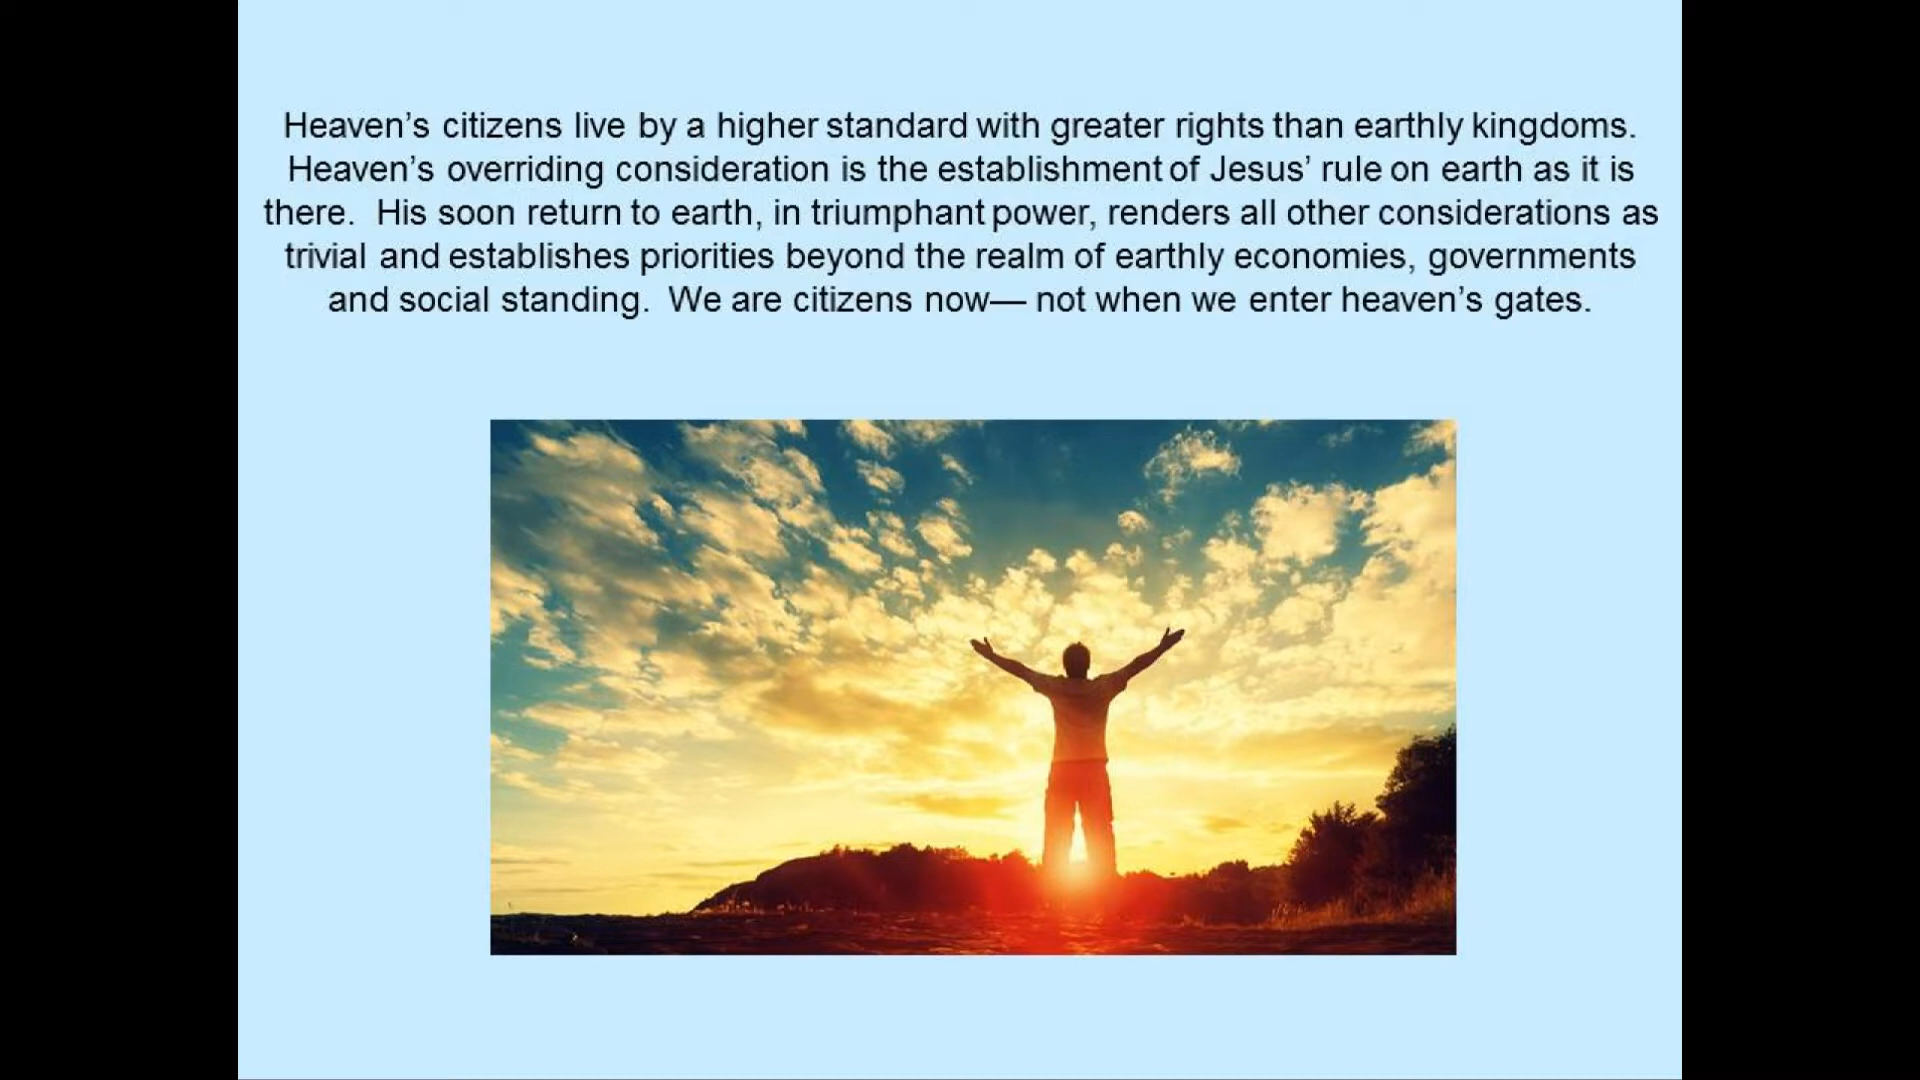 Heaven’s citizens live by a higher standard with greater rights than earthly kingdoms.
Heaven’s overriding consideration is the establishment of Jesus’ rule on earth as it is
there.  His soon return to earth, in triumphant power, renders all other considerations as
trivial and establishes priorities beyond the realm of earthly economies, governments
and social standing.  We are citizens now— not when we enter heaven’s gates.